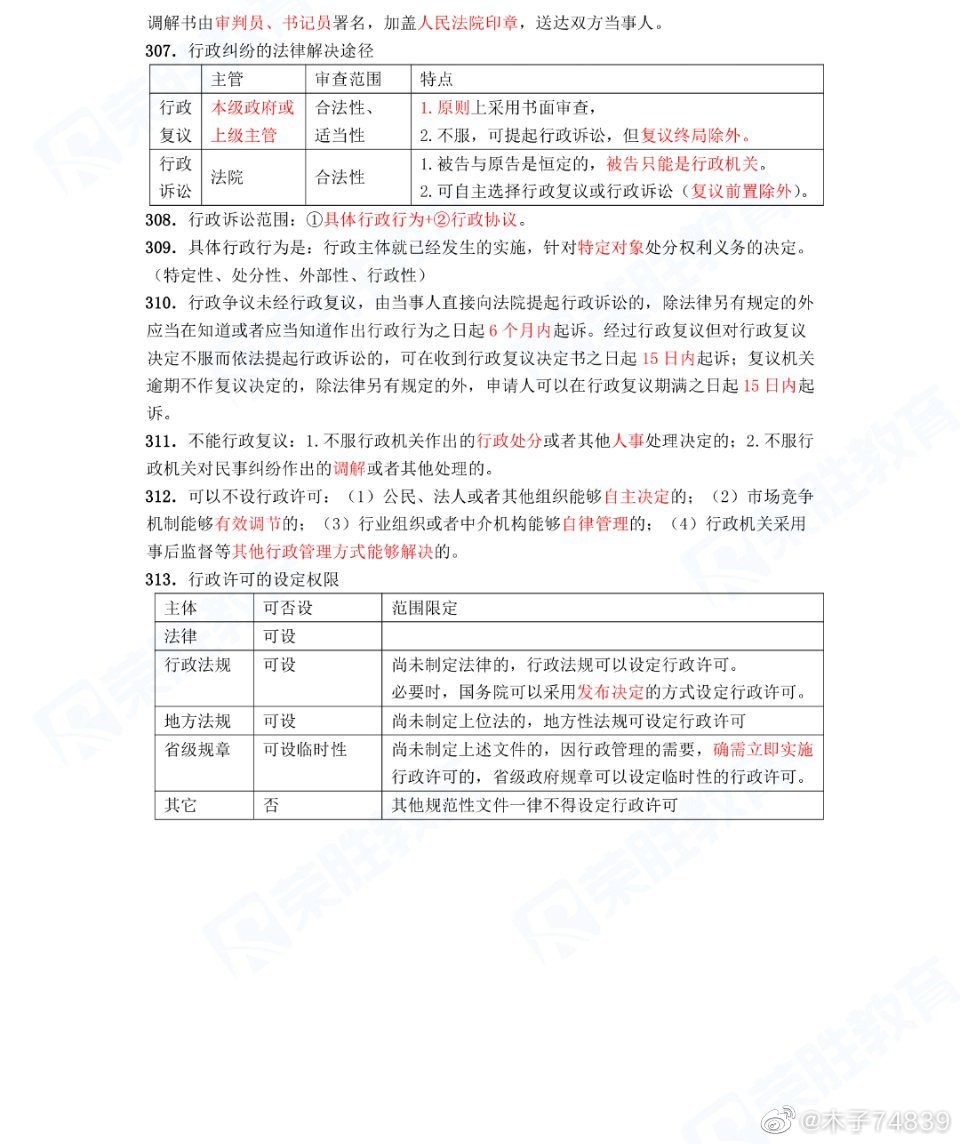 调解书由审判员、书记员署名，加盖人民法院印章，送达双方当事人。
307．行政纠纷的法律解决途径
主管 审查范围 特点
行政复议 本级政府或上级主管 合法性、适当性 1.原则上采用书面审查，
2.不服，可提起行政诉讼，但复议终局除外。
行政诉讼 法院 合法性 1.被告与原告是恒定的，被告只能是行政机关。
2.可自主选择行政复议或行政诉讼（复议前置除外）。
308．行政诉讼范围：①具体行政行为+②行政协议。
309．具体行政行为是：行政主体就已经发生的实施，针对特定对象处分权利义务的决定。
（特定性、处分性、外部性、行政性）
310．行政争议未经行政复议，由当事人直接向法院提起行政诉讼的，除法律另有规定的外
应当在知道或者应当知道作出行政行为之日起 6 个月内起诉。经过行政复议但对行政复议
决定不服而依法提起行政诉讼的，可在收到行政复议决定书之日起 15 日内起诉；复议机关
逾期不作复议决定的，除法律另有规定的外，申请人可以在行政复议期满之日起 15 日内起
诉。
311．不能行政复议：1.不服行政机关作出的行政处分或者其他人事处理决定的；2.不服行
政机关对民事纠纷作出的调解或者其他处理的。
312．可以不设行政许可：（1）公民、法人或者其他组织能够自主决定的；（2）市场竞争
机制能够有效调节的；（3）行业组织或者中介机构能够自律管理的；（4）行政机关采用
事后监督等其他行政管理方式能够解决的。
313．行政许可的设定权限
主体 可否设 范围限定
法律 可设
行政法规 可设 尚未制定法律的，行政法规可以设定行政许可。
必要时，国务院可以采用发布决定的方式设定行政许可。
地方法规 可设 尚未制定上位法的，地方性法规可设定行政许可
省级规章 可设临时性 尚未制定上述文件的，因行政管理的需要，确需立即实施
行政许可的，省级政府规章可以设定临时性的行政许可。
其它 否 其他规范性文件一律不得设定行政许可
荣胜教育
@木子74839